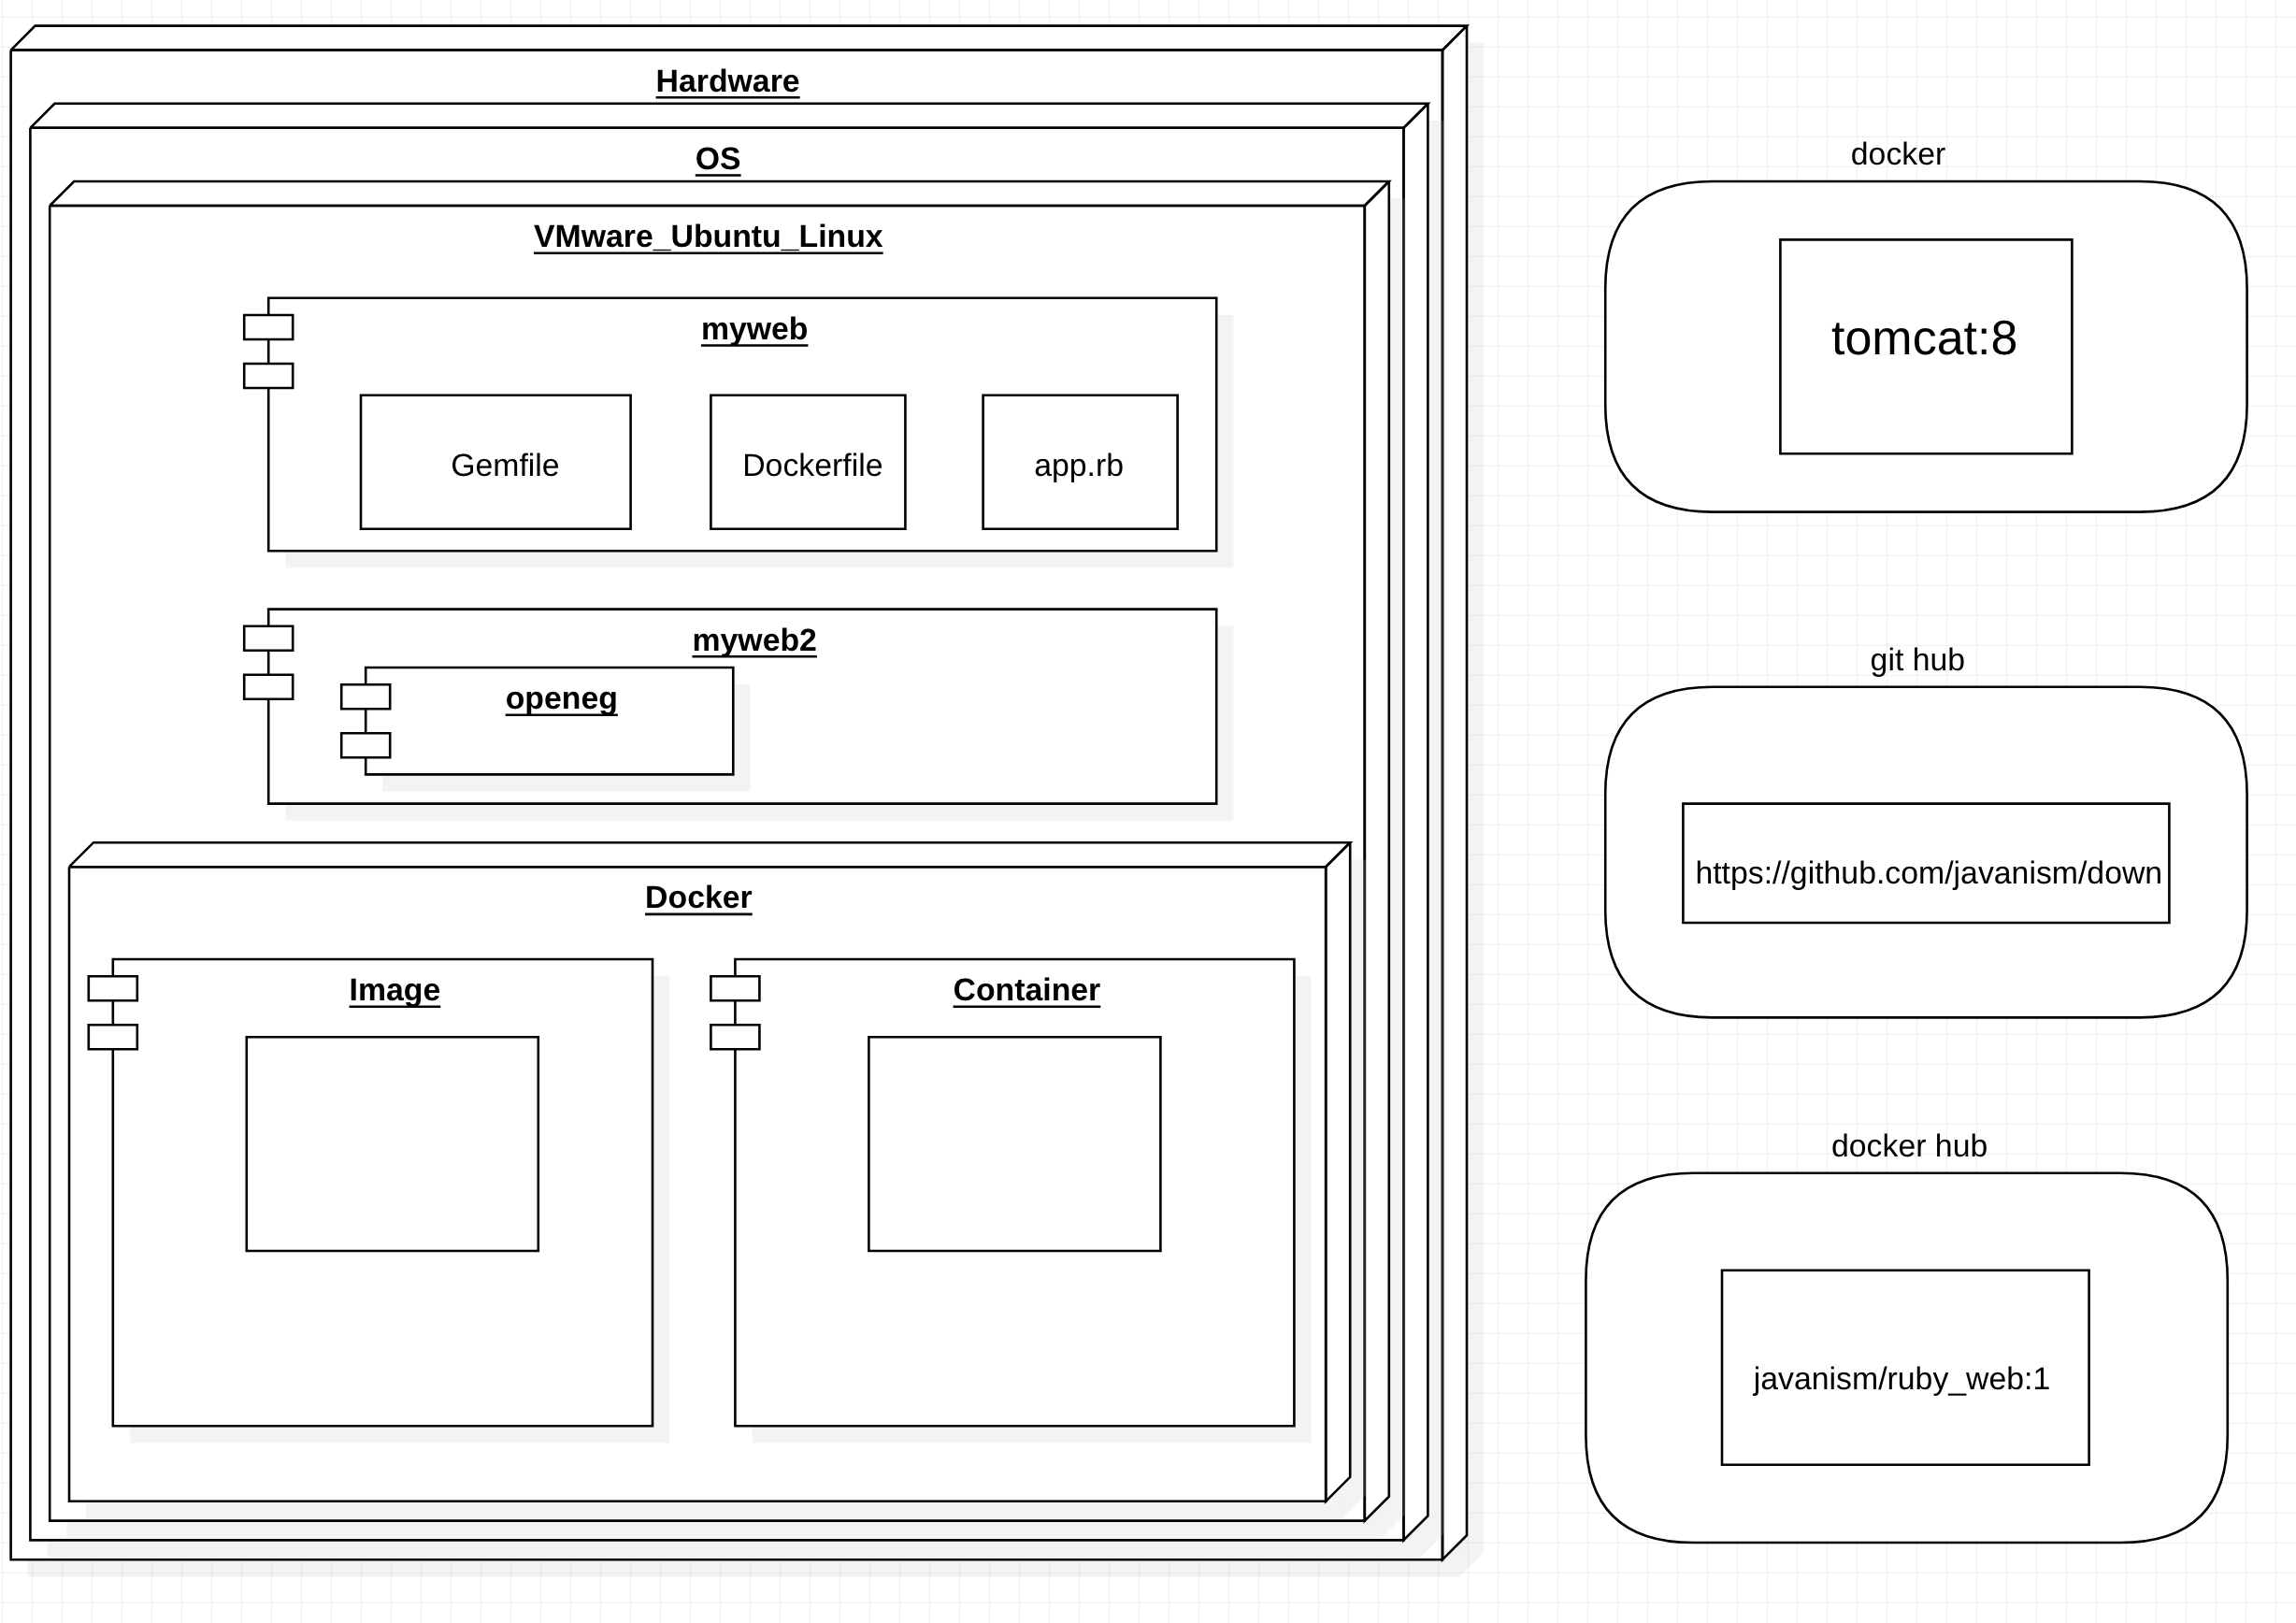 Hardware
OS
VMware_Ubuntu_Linux
myweb
Gemfile
Dockerfile
app.rb
myweb2
openeg
Docker
Image
Container
docker
tomcat:8
git hub
https://github.com/javanism/down
docker hub
javanism/ruby_web:1